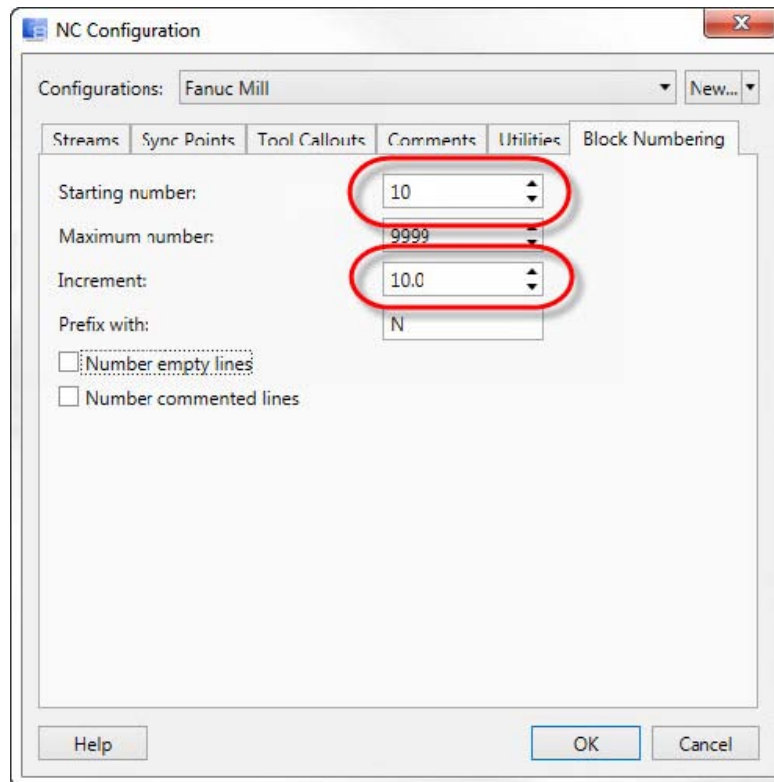 NC Configuration
Configurations: Fanuc Mill New...
Streams Sync Points Tool Callouts Comments Utilities Block Numbering
Starting number: 10
Maximum number: 9999
Increment: 10.0
Prefix with: N
Number empty lines
Number commented lines
Help OK Cancel